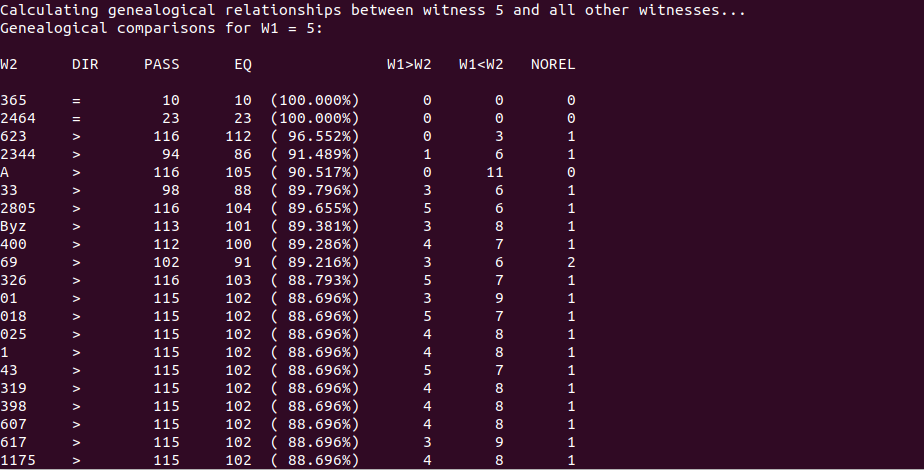 Calculating genealogical relationships between witness 5 and all other witnesses...
Genealogical comparisons for W1 = 5:
W2 DIR PASS EQ W1>W2 W1<W2 NOREL
365 = 10 10 (100.000%) 0 0 0
2464 = 23 23 (100.000%) 0 0 0
623 > 116 112 ( 96.552%) 0 3 1
2344 > 94 86 ( 91.489%) 1 6 1
A > 116 105 ( 90.517%) 0 11 0
33 > 98 88 ( 89.796%) 3 6 1
2805 > 116 104 ( 89.655%) 5 6 1
Byz > 113 101 ( 89.381%) 3 8 1
400 > 112 100 ( 89.286%) 4 7 1
69 > 102 91 ( 89.216%) 3 6 2
326 > 116 103 ( 88.793%) 5 7 1
01 > 115 102 ( 88.696%) 3 9 1
018 > 115 102 ( 88.696%) 5 7 1
025 > 115 102 ( 88.696%) 4 8 1
1 > 115 102 ( 88.696%) 4 8 1
43 > 115 102 ( 88.696%) 5 7 1
319 > 115 102 ( 88.696%) 4 8 1
398 > 115 102 ( 88.696%) 4 8 1
607 > 115 102 ( 88.696%) 4 8 1
617 > 115 102 ( 88.696%) 3 9 1
1175 > 115 102 ( 88.696%) 4 8 1